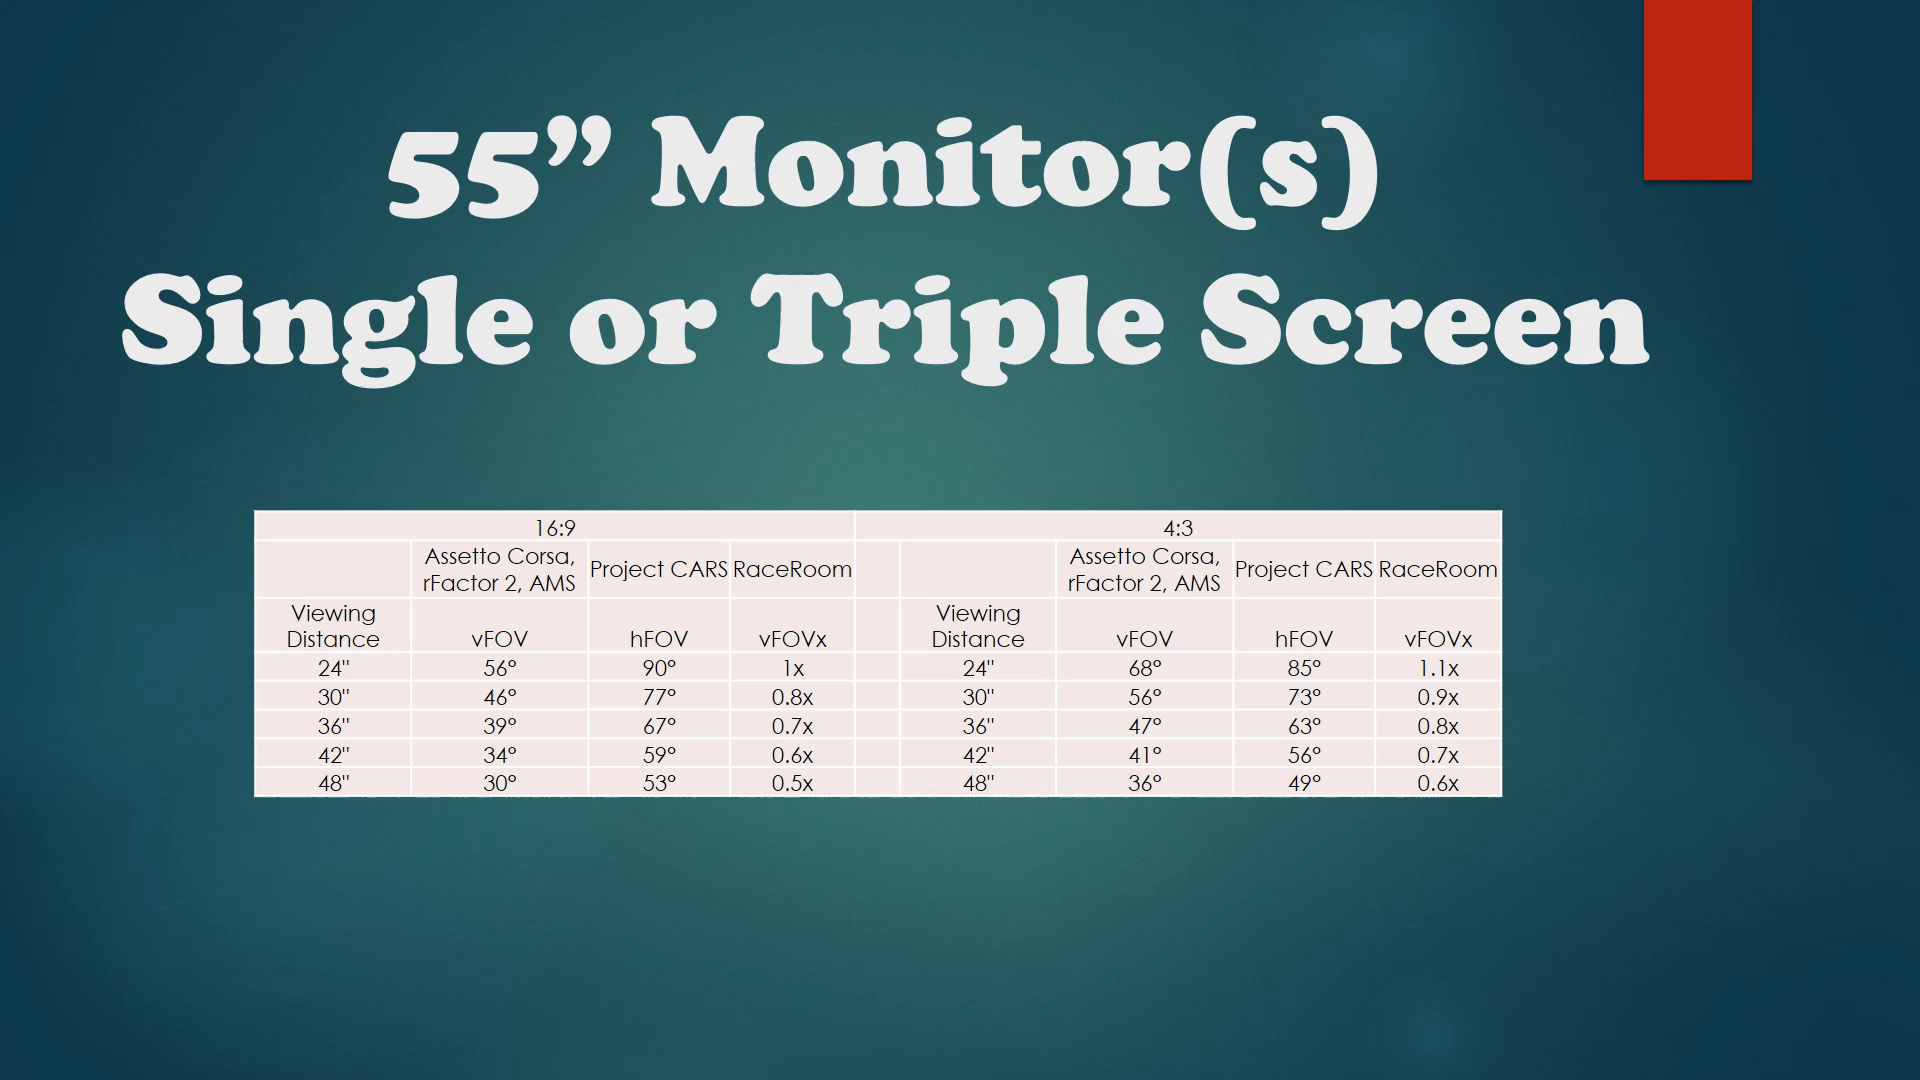 55” Monitor(s)
Single or Triple Screen
16:9 4:3
Assetto Corsa, rFactor 2, AMS Project CARS RaceRoom Assetto Corsa, rFactor 2, AMS Project CARS RaceRoom
Viewing Distance vFOV hFOV vFOVx Viewing Distance vFOV hFOV vFOVx
24" 56° 90° 1x 24" 68° 85° 1.1x
30" 46° 77° 0.8x 30" 56° 73° 0.9x
36" 39° 67° 0.7x 36" 47° 63° 0.8x
42" 34° 59° 0.6x 42" 41° 56° 0.7x
48" 30° 53° 0.5x 48" 36° 49° 0.6x